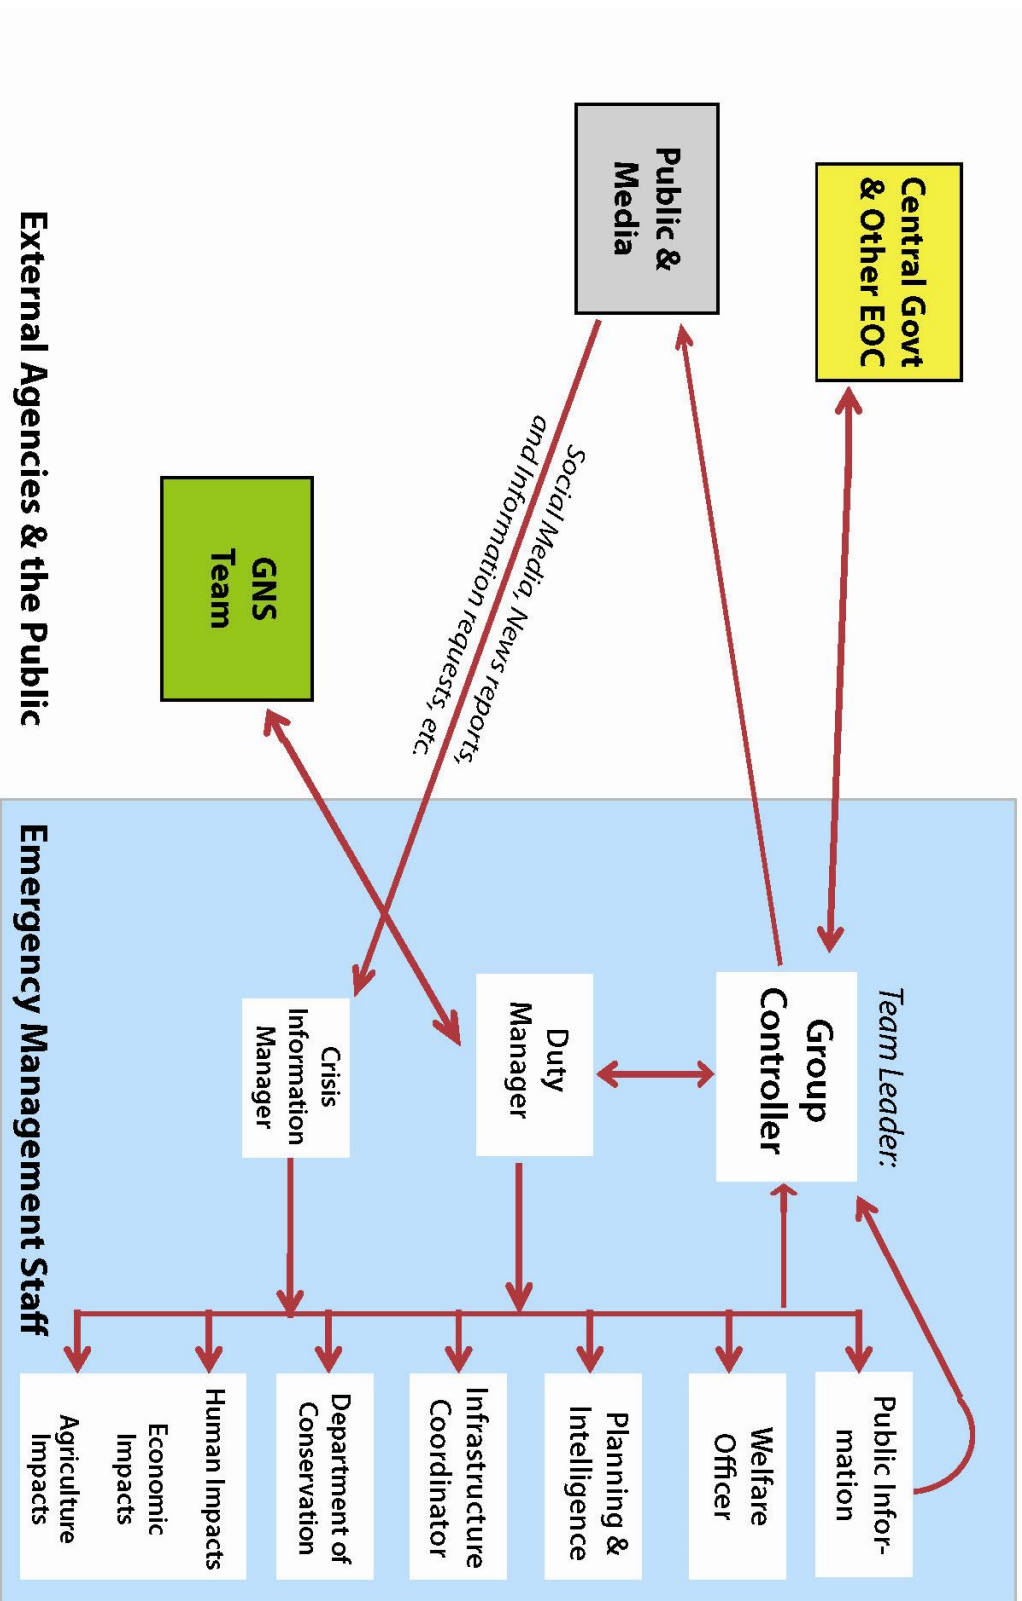 Central Govt
& Other EOC
Public &
Media
GNS
Team
Social Media, News reports,
and Information requests, etc.
External Agencies & the Public
Team Leader:
Group
Controller
Duty
Manager
Crisis
Information
Manager
Public Infor-
mation
Welfare
Officer
Planning &
Intelligence
Infrastructure
Coordinator
Department of
Conservation
Human Impacts
Economic
Impacts
Agriculture
Impacts
Emergency Management Staff